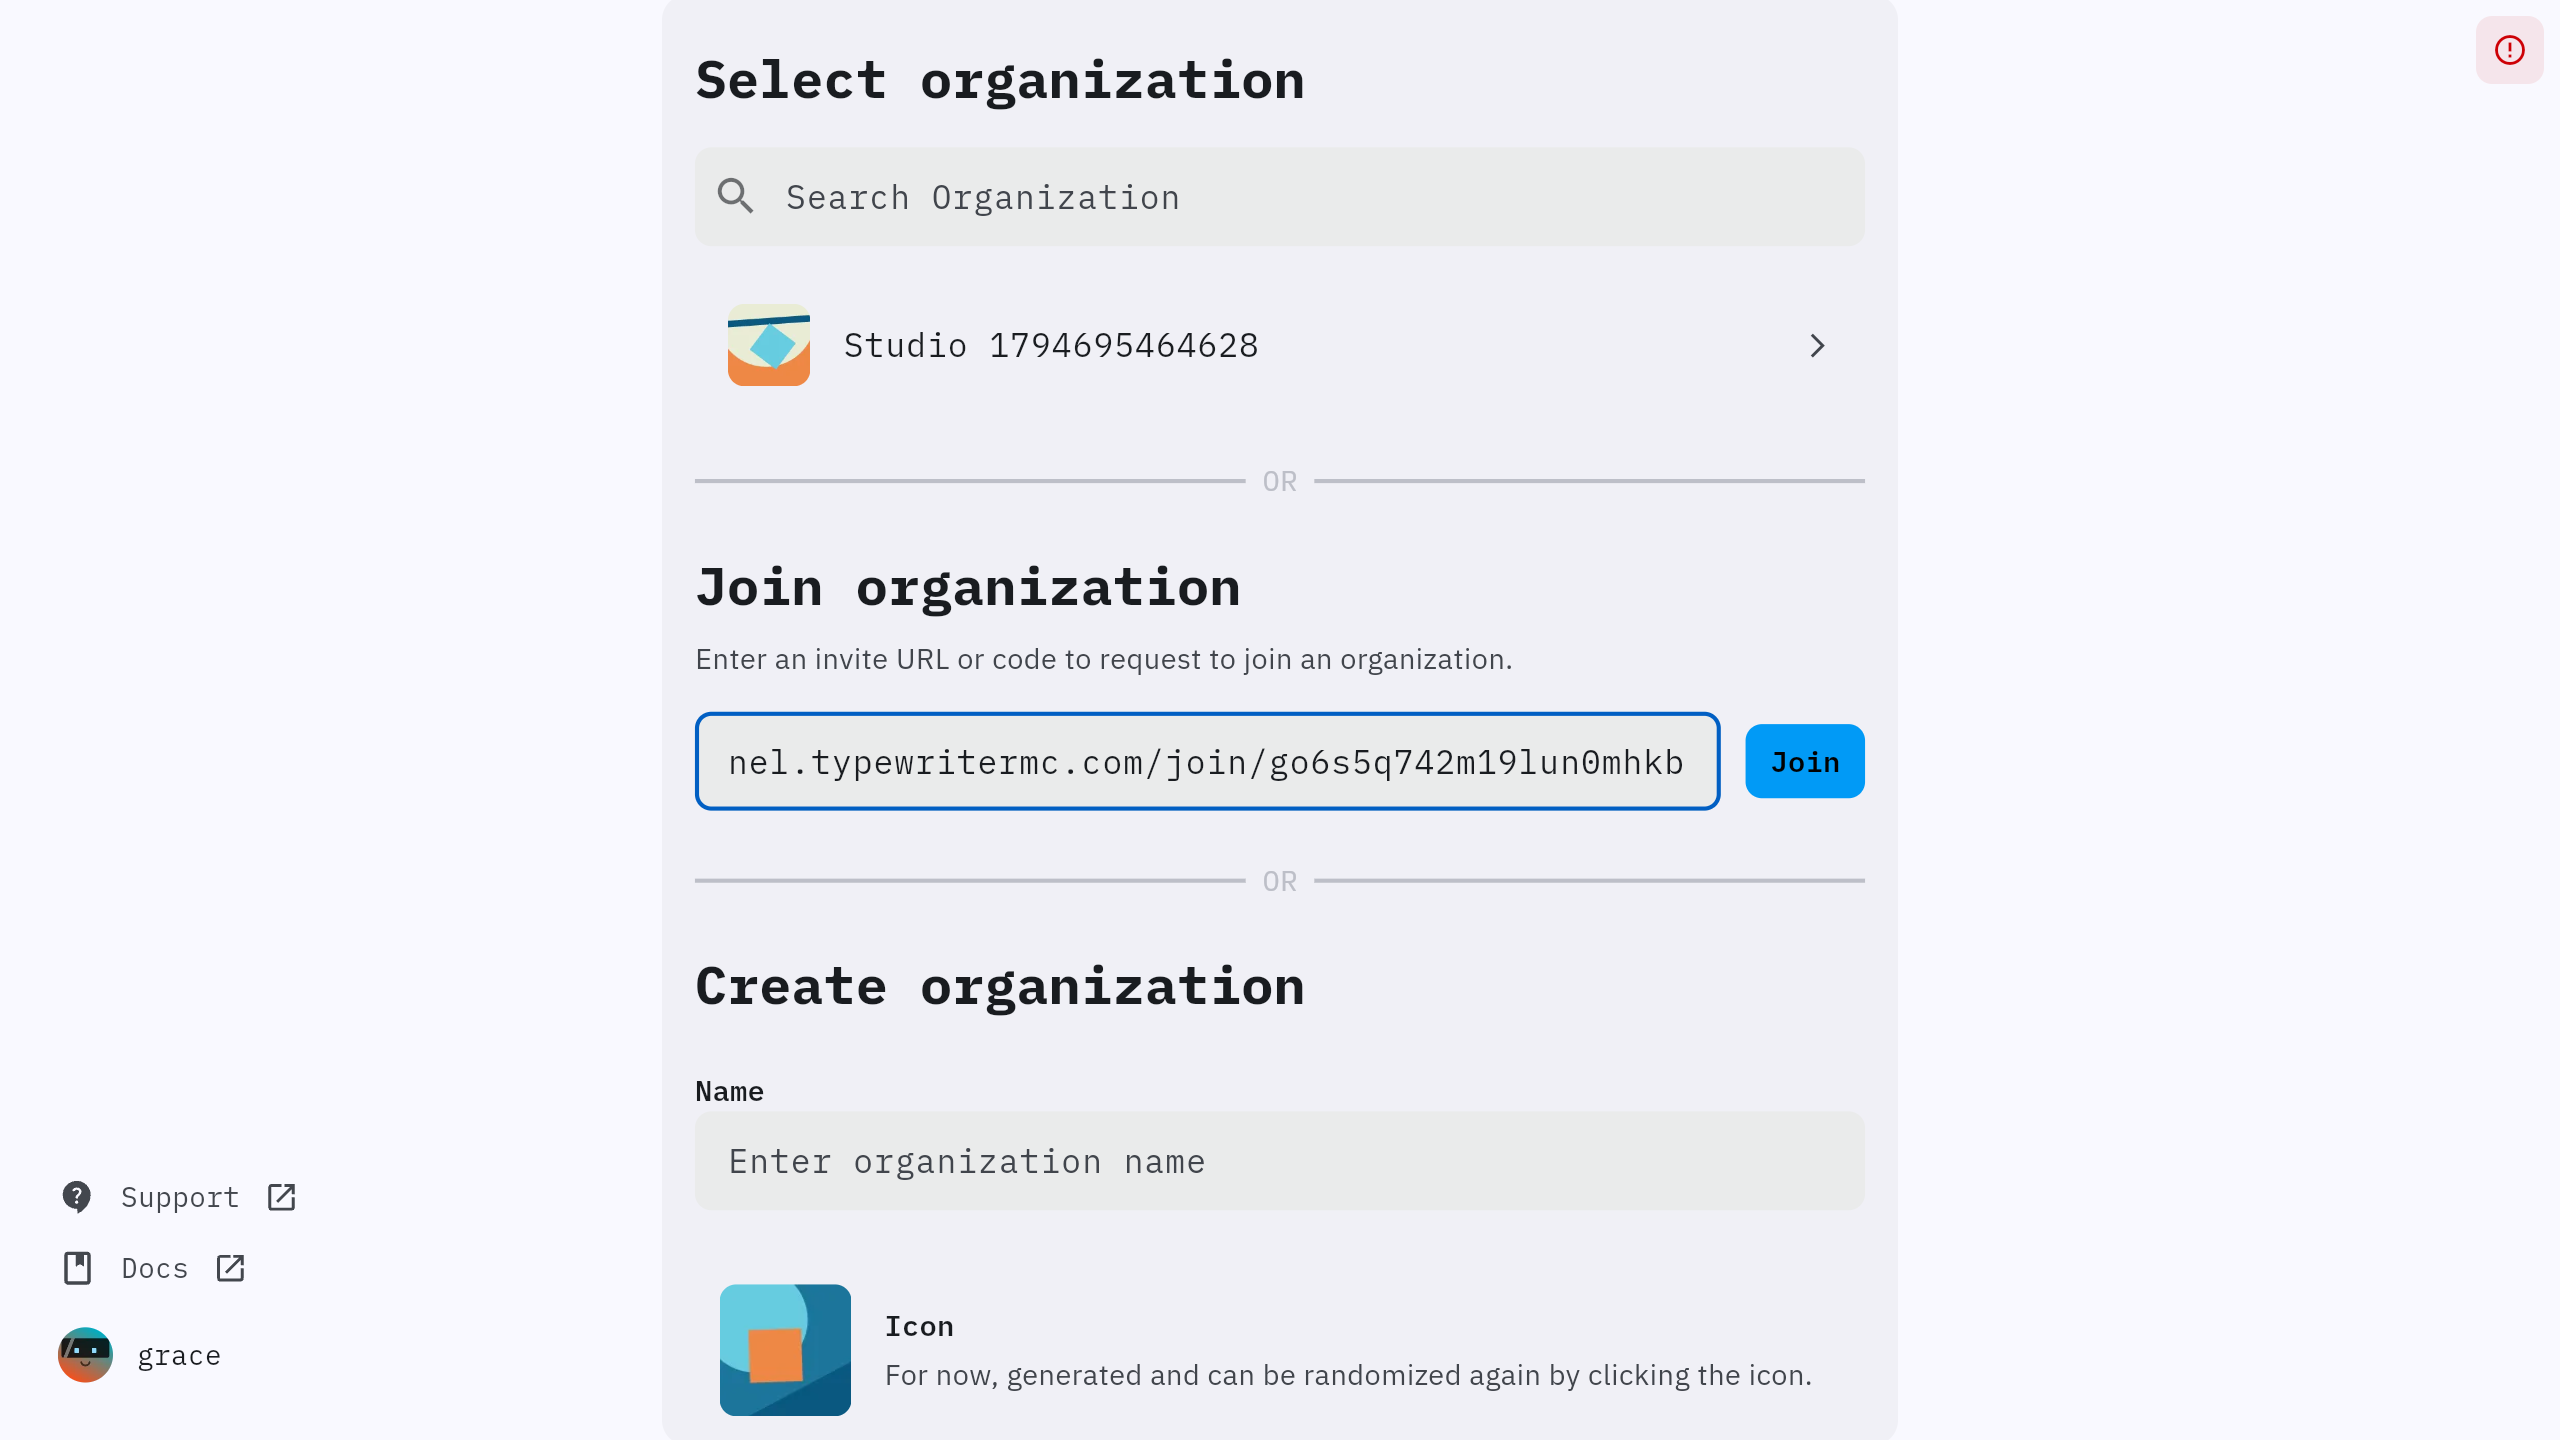 Select organization
Search Organization
Studio 1794695464628
OR
Join organization
Enter an invite URL or code to request to join an organization.
nel.typewritermc.com/join/go6s5q742m19lun0mhkb
Join
OR
Create organization
Name
Enter organization name
Icon
For now, generated and can be randomized again by clicking the icon.
Support
Docs
grace